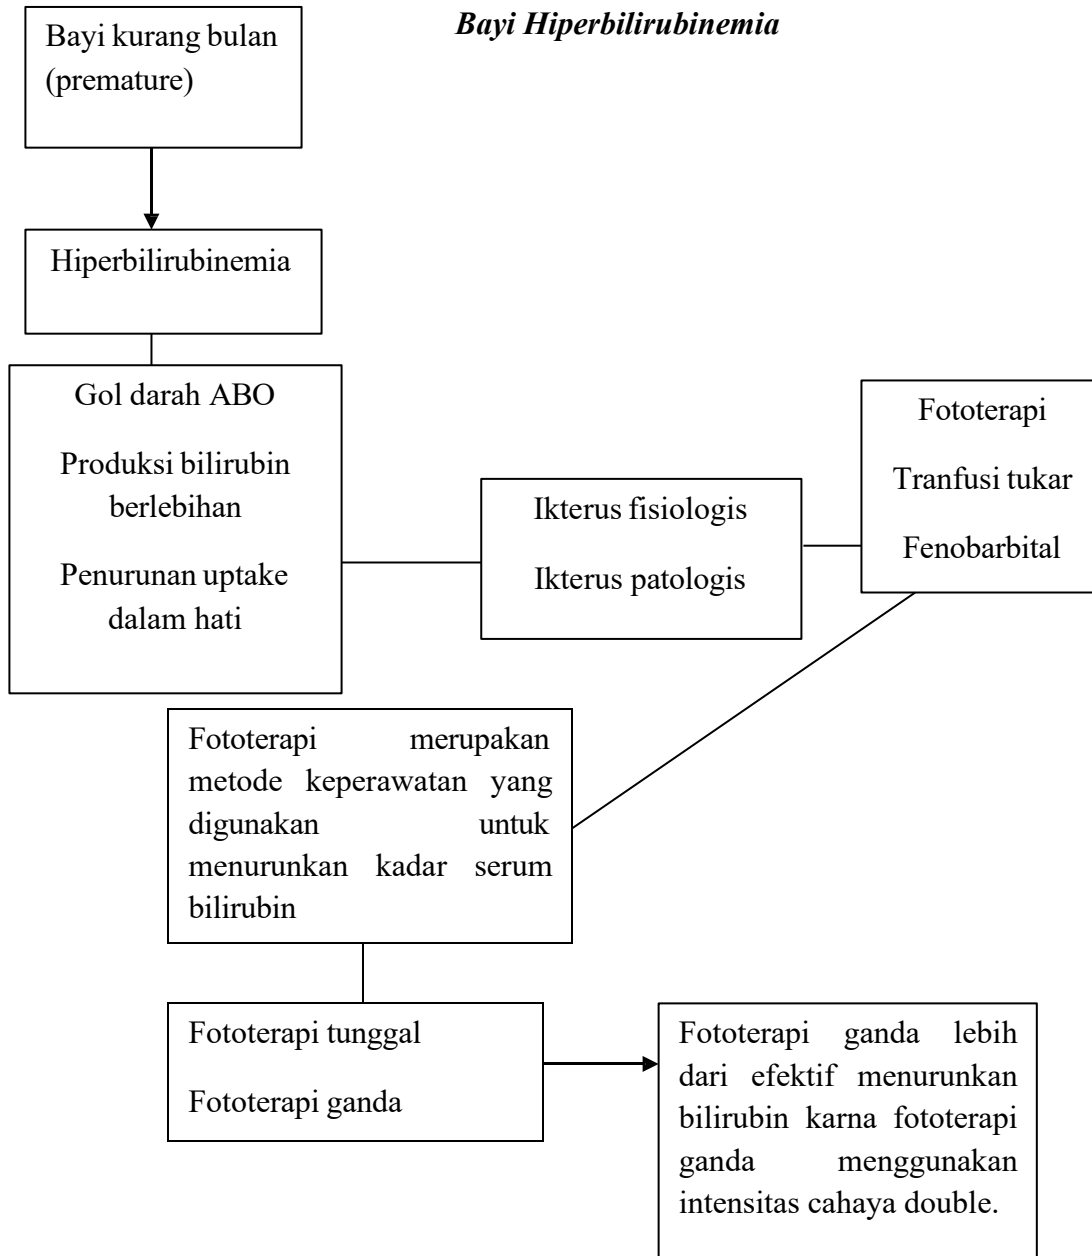 Bayi Hiperbilirubinemia
Bayi kurang bulan
(premature)
Hiperbilirubinemia
Gol darah ABO
Produksi bilirubin
berlebihan
Penurunan uptake
dalam hati
Ikterus fisiologis
Ikterus patologis
Fototerapi
Tranfusi tukar
Fenobarbital
Fototerapi merupakan
metode keperawatan yang
digunakan untuk
menurunkan kadar serum
bilirubin
Fototerapi tunggal
Fototerapi ganda
Fototerapi ganda lebih
dari efektif menurunkan
bilirubin karna fototerapi
ganda menggunakan
intensitas cahaya double.